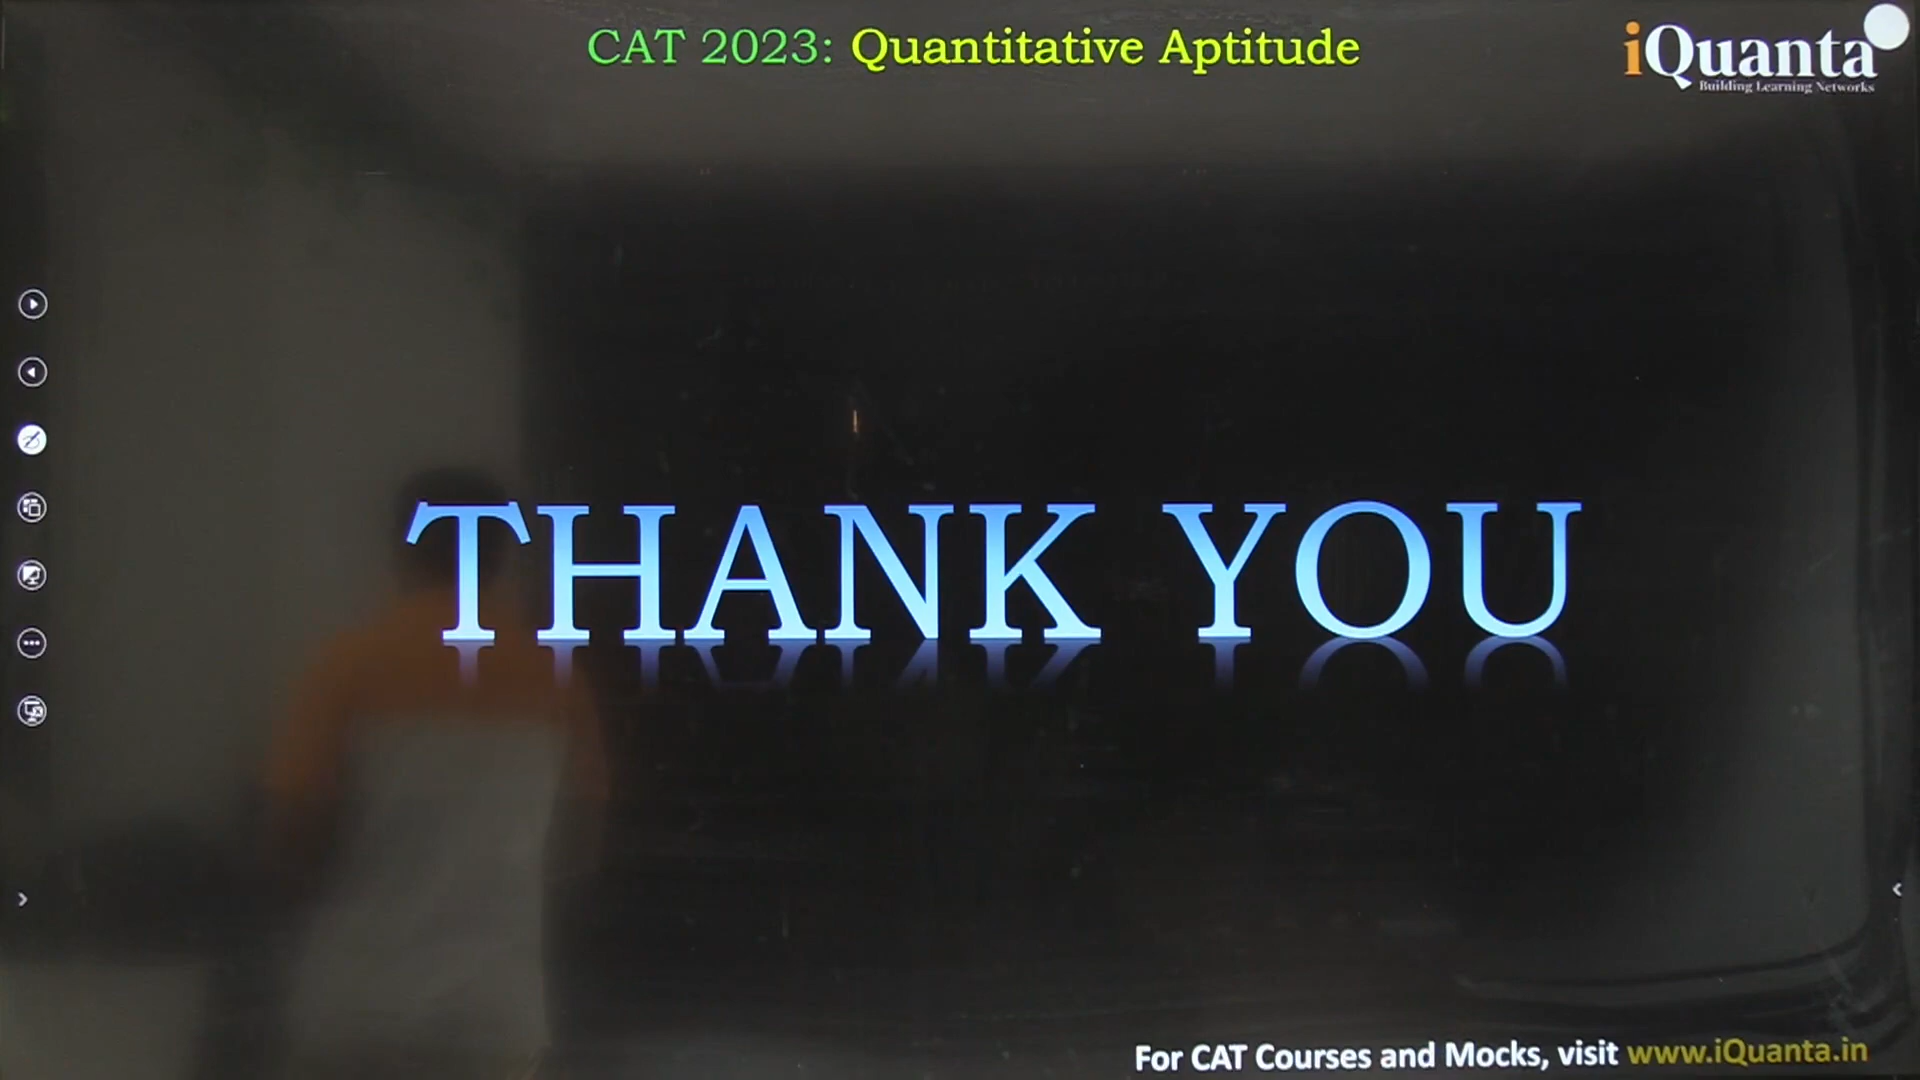 CAT 2023: Quantitative Aptitude
iQuanta
Building Learning Networks
THANK YOU
For CAT Courses and Mocks, visit www.iQuanta.in